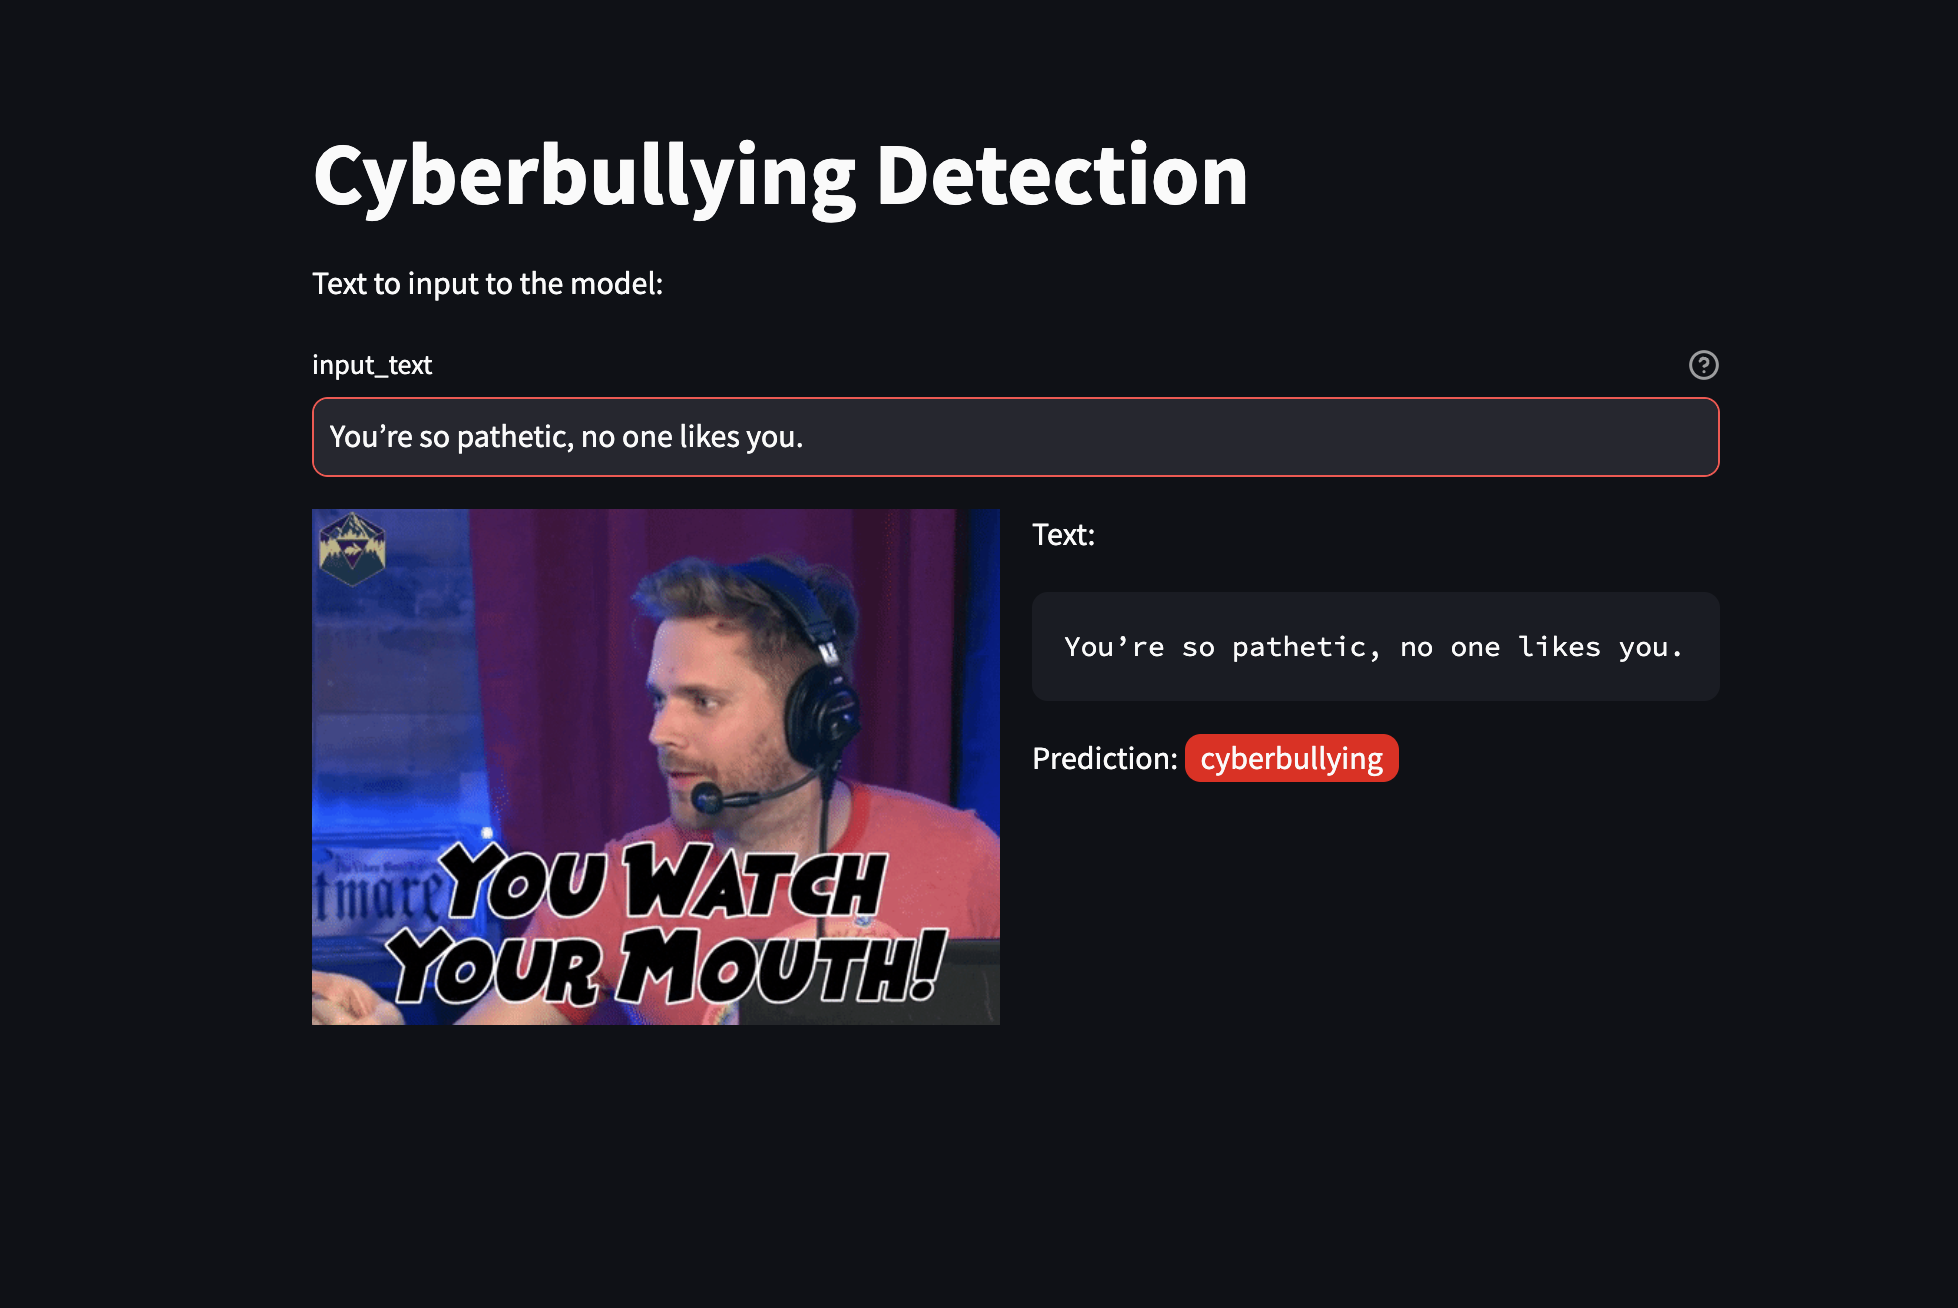 Cyberbullying Detection
Text to input to the model:
input_text
You’re so pathetic, no one likes you.
Text:
You’re so pathetic, no one likes you.
Prediction: cyberbullying
tmare
YOU WATCH
YOUR MOUTH!